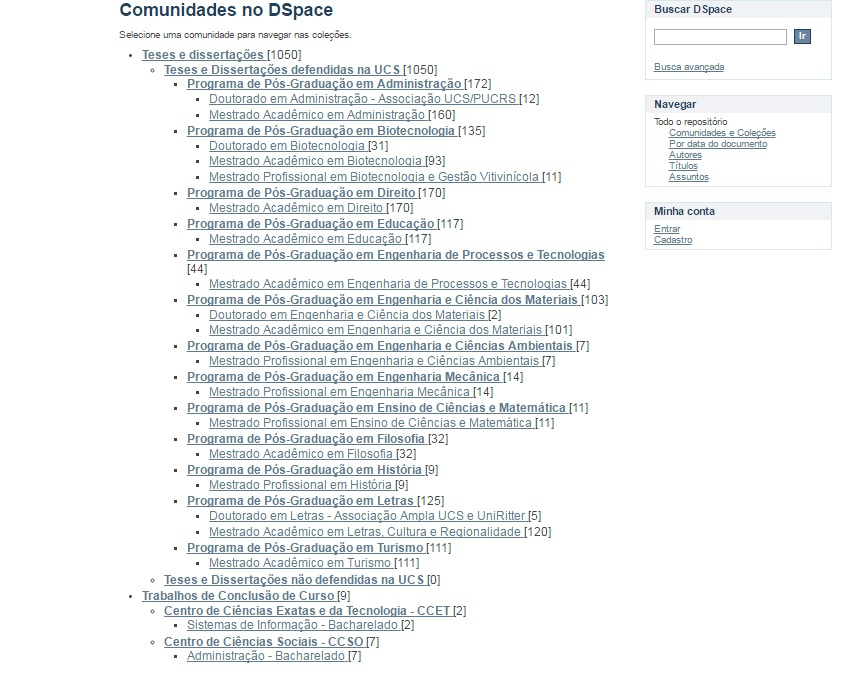 Comunidades no DSpace
Selecione uma comunidade para navegar nas coleções.
Teses e dissertações [1050]
Teses e Dissertações defendidas na UCS [1050]
Programa de Pós-Graduação em Administração [172]
Doutorado em Administração - Associação UCS/PUCRS [12]
Mestrado Acadêmico em Administração [160]
Programa de Pós-Graduação em Biotecnologia [135]
Doutorado em Biotecnologia [31]
Mestrado Acadêmico em Biotecnologia [93]
Mestrado Profissional em Biotecnologia e Gestão Vitivinícola [11]
Programa de Pós-Graduação em Direito [170]
Mestrado Acadêmico em Direito [170]
Programa de Pós-Graduação em Educação [117]
Mestrado Acadêmico em Educação [117]
Programa de Pós-Graduação em Engenharia de Processos e Tecnologias
[44]
Mestrado Acadêmico em Engenharia de Processos e Tecnologias [44]
Programa de Pós-Graduação em Engenharia e Ciência dos Materiais [103]
Doutorado em Engenharia e Ciência dos Materiais [2]
Mestrado Acadêmico em Engenharia e Ciência dos Materiais [101]
Programa de Pós-Graduação em Engenharia e Ciências Ambientais [7]
Mestrado Profissional em Engenharia e Ciências Ambientais [7]
Programa de Pós-Graduação em Engenharia Mecânica [14]
Mestrado Profissional em Engenharia Mecânica [14]
Programa de Pós-Graduação em Ensino de Ciências e Matemática [11]
Mestrado Profissional em Ensino de Ciências e Matemática [11]
Programa de Pós-Graduação em Filosofia [32]
Mestrado Acadêmico em Filosofia [32]
Programa de Pós-Graduação em História [9]
Mestrado Profissional em História [9]
Programa de Pós-Graduação em Letras [125]
Doutorado em Letras - Associação Ampla UCS e UniRitter [5]
Mestrado Acadêmico em Letras, Cultura e Regionalidade [120]
Programa de Pós-Graduação em Turismo [111]
Mestrado Acadêmico em Turismo [111]
Teses e Dissertações não defendidas na UCS [0]
Trabalhos de Conclusão de Curso [9]
Centro de Ciências Exatas e da Tecnologia - CCET [2]
Sistemas de Informação - Bacharelado [2]
Centro de Ciências Sociais - CCSO [7]
Administração - Bacharelado [7]
Buscar DSpace
Ir
Busca avançada
Navegar
Todo o repositório
Comunidades e Coleções
Por data do documento
Autores
Títulos
Assuntos
Minha conta
Entrar
Cadastro